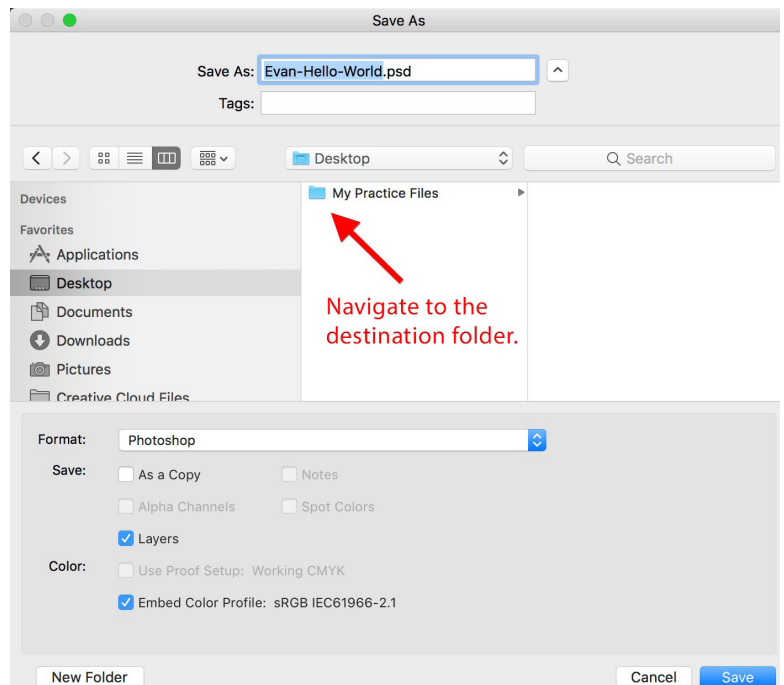 Save As
Save As: Evan-Hello-World.psd
Tags:
Desktop
Search
Devices
Favorites
Applications
Desktop
Documents
Downloads
Pictures
Creative Cloud Files
My Practice Files
Navigate to the
destination folder.
Format: Photoshop
Save: As a Copy Notes
Alpha Channels Spot Colors
Layers
Color: Use Proof Setup: Working CMYK
Embed Color Profile: sRGB IEC61966-2.1
New Folder Cancel Save